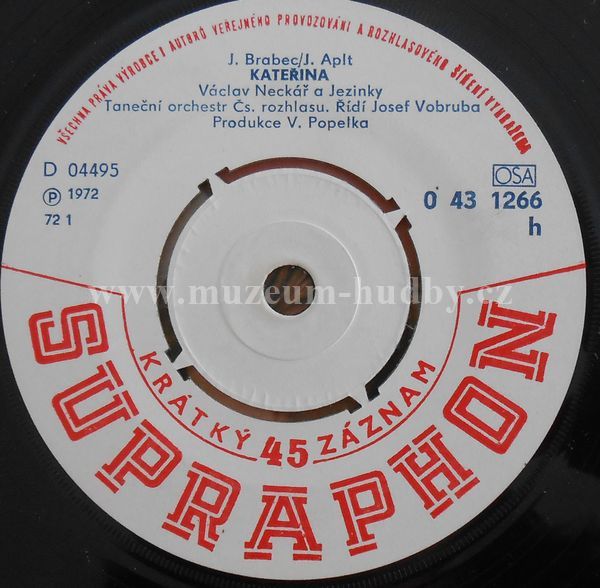 VŠECHNA PRÁVA VÝROBCE I AUTORŮ VEŘEJNÉHO PROVOZOVÁNÍ A ROZHLASOVÉHO ŠÍŘENÍ VYHRAŽENA
J. Brabec/J. Aplt
KATEŘINA
Václav Neckář a Jezinky
Taneční orchestr Čs. rozhlasu. Řídí Josef Vobruba
Produkce V. Popelka
D 04495
Ⓟ 1972
72 1
OSA
0 43 1266
h
www.muzeum-hudby.cz
KRÁTKÝ 45 ZÁZNAM
SUPRAPHON